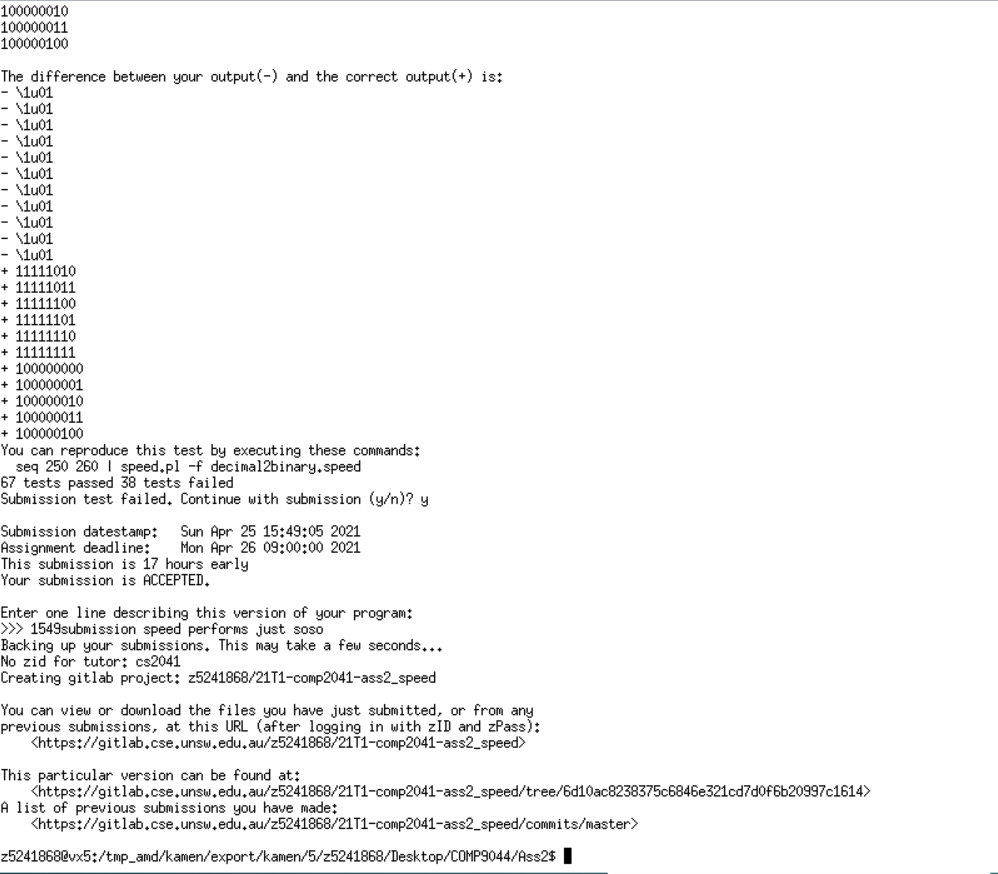 100000010
100000011
100000100
The difference between your output(-) and the correct output(+) is:
- \1u01
- \1u01
- \1u01
- \1u01
- \1u01
- \1u01
- \1u01
- \1u01
- \1u01
- \1u01
- \1u01
+ 11111010
+ 11111011
+ 11111100
+ 11111101
+ 11111110
+ 11111111
+ 100000000
+ 100000001
+ 100000010
+ 100000011
+ 100000100
You can reproduce this test by executing these commands:
seq 250 260 | speed.pl -f decimal2binary.speed
67 tests passed 38 tests failed
Submission test failed. Continue with submission (y/n)? y
Submission datestamp: Sun Apr 25 15:49:05 2021
Assignment deadline: Mon Apr 26 09:00:00 2021
This submission is 17 hours early
Your submission is ACCEPTED.
Enter one line describing this version of your program:
>>> 1549submission speed performs just soso
Backing up your submissions. This may take a few seconds...
No zid for tutor: cs2041
Creating gitlab project: z5241868/21T1-comp2041-ass2_speed
You can view or download the files you have just submitted, or from any
previous submissions, at this URL (after logging in with zID and zPass):
<https://gitlab.cse.unsw.edu.au/z5241868/21T1-comp2041-ass2_speed>
This particular version can be found at:
<https://gitlab.cse.unsw.edu.au/z5241868/21T1-comp2041-ass2_speed/tree/6d10ac8238375c6846e321cd7d0f6b20997c1614>
A list of previous submissions you have made:
<https://gitlab.cse.unsw.edu.au/z5241868/21T1-comp2041-ass2_speed/commits/master>
z5241868@vx5:/tmp_amd/kamen/export/kamen/5/z5241868/Desktop/COMP9044/Ass2$